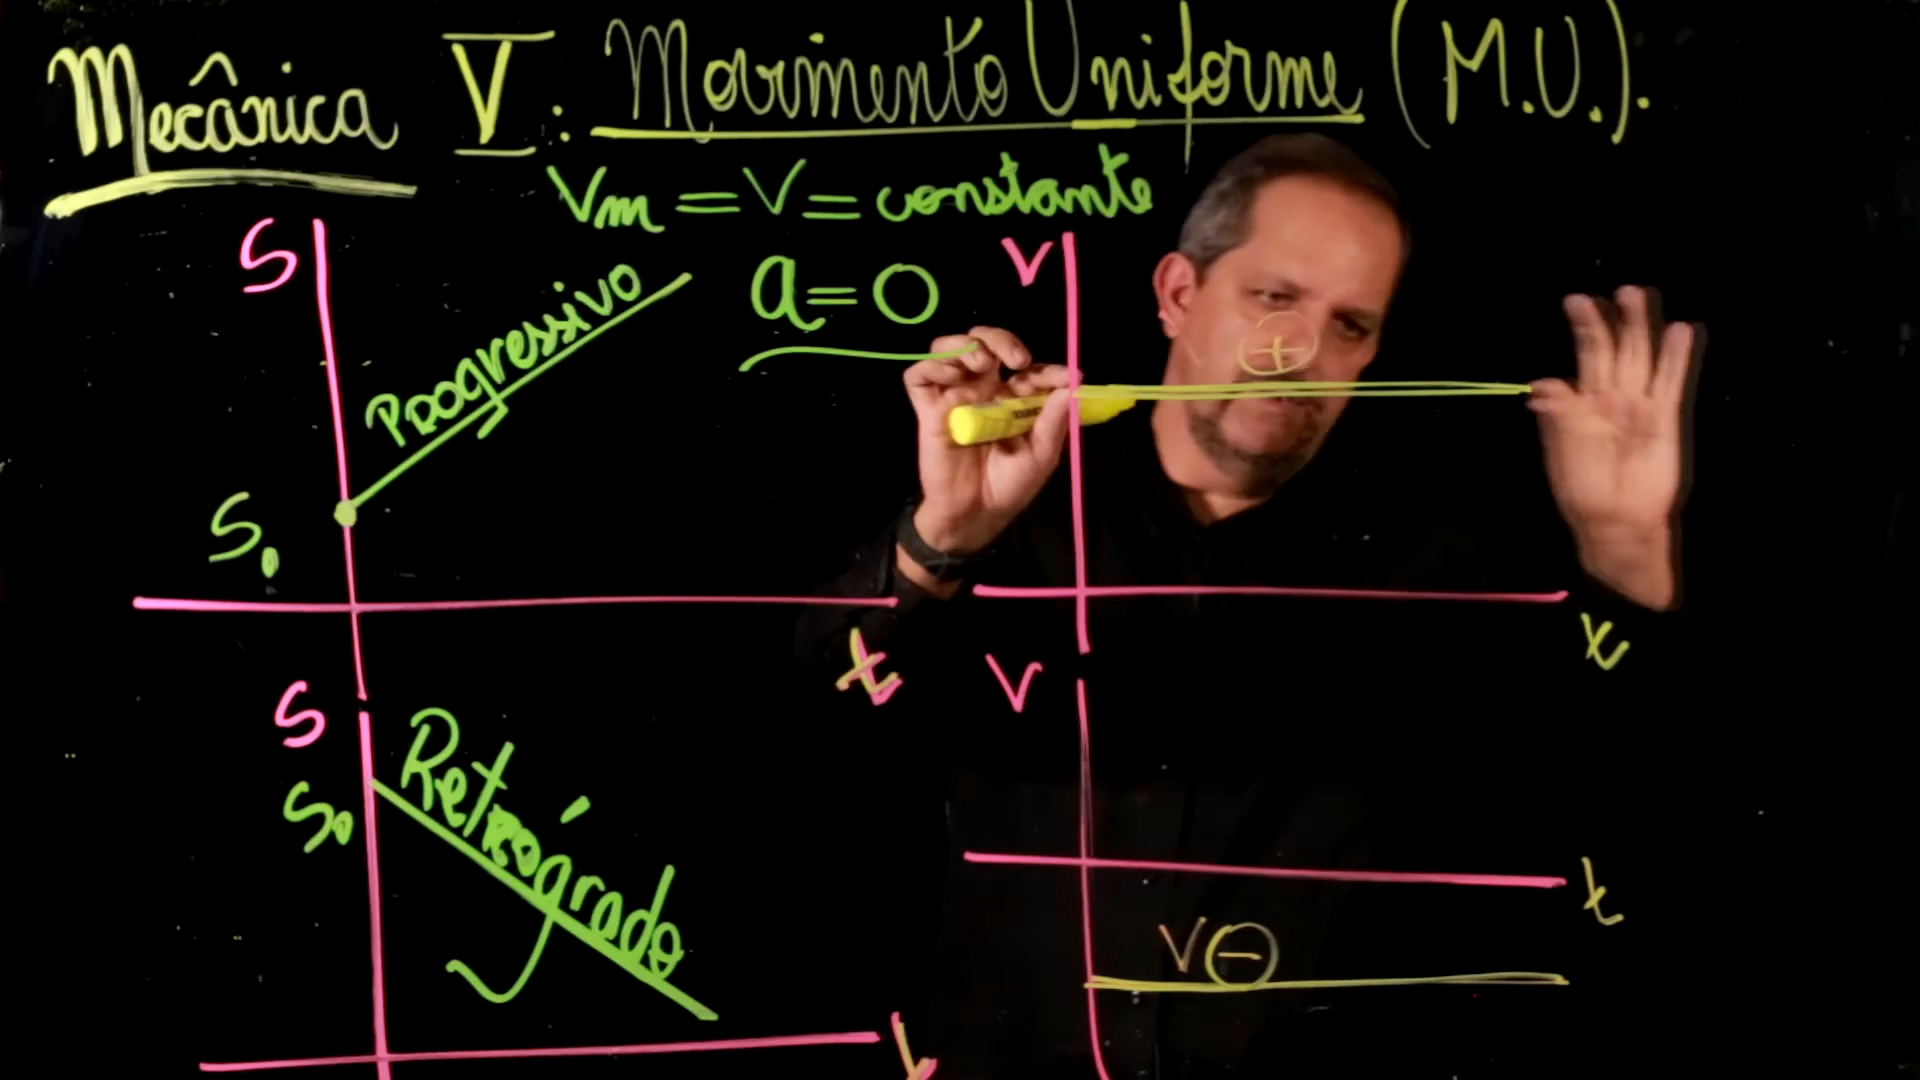 Mecânica V: Movimento Uniforme (M.U.).
Vm = V = constante
a = 0
S
Progressivo
S0
t
V
V ⊕
t
S
S0
Retrógrado
t
V
t
V ⊖